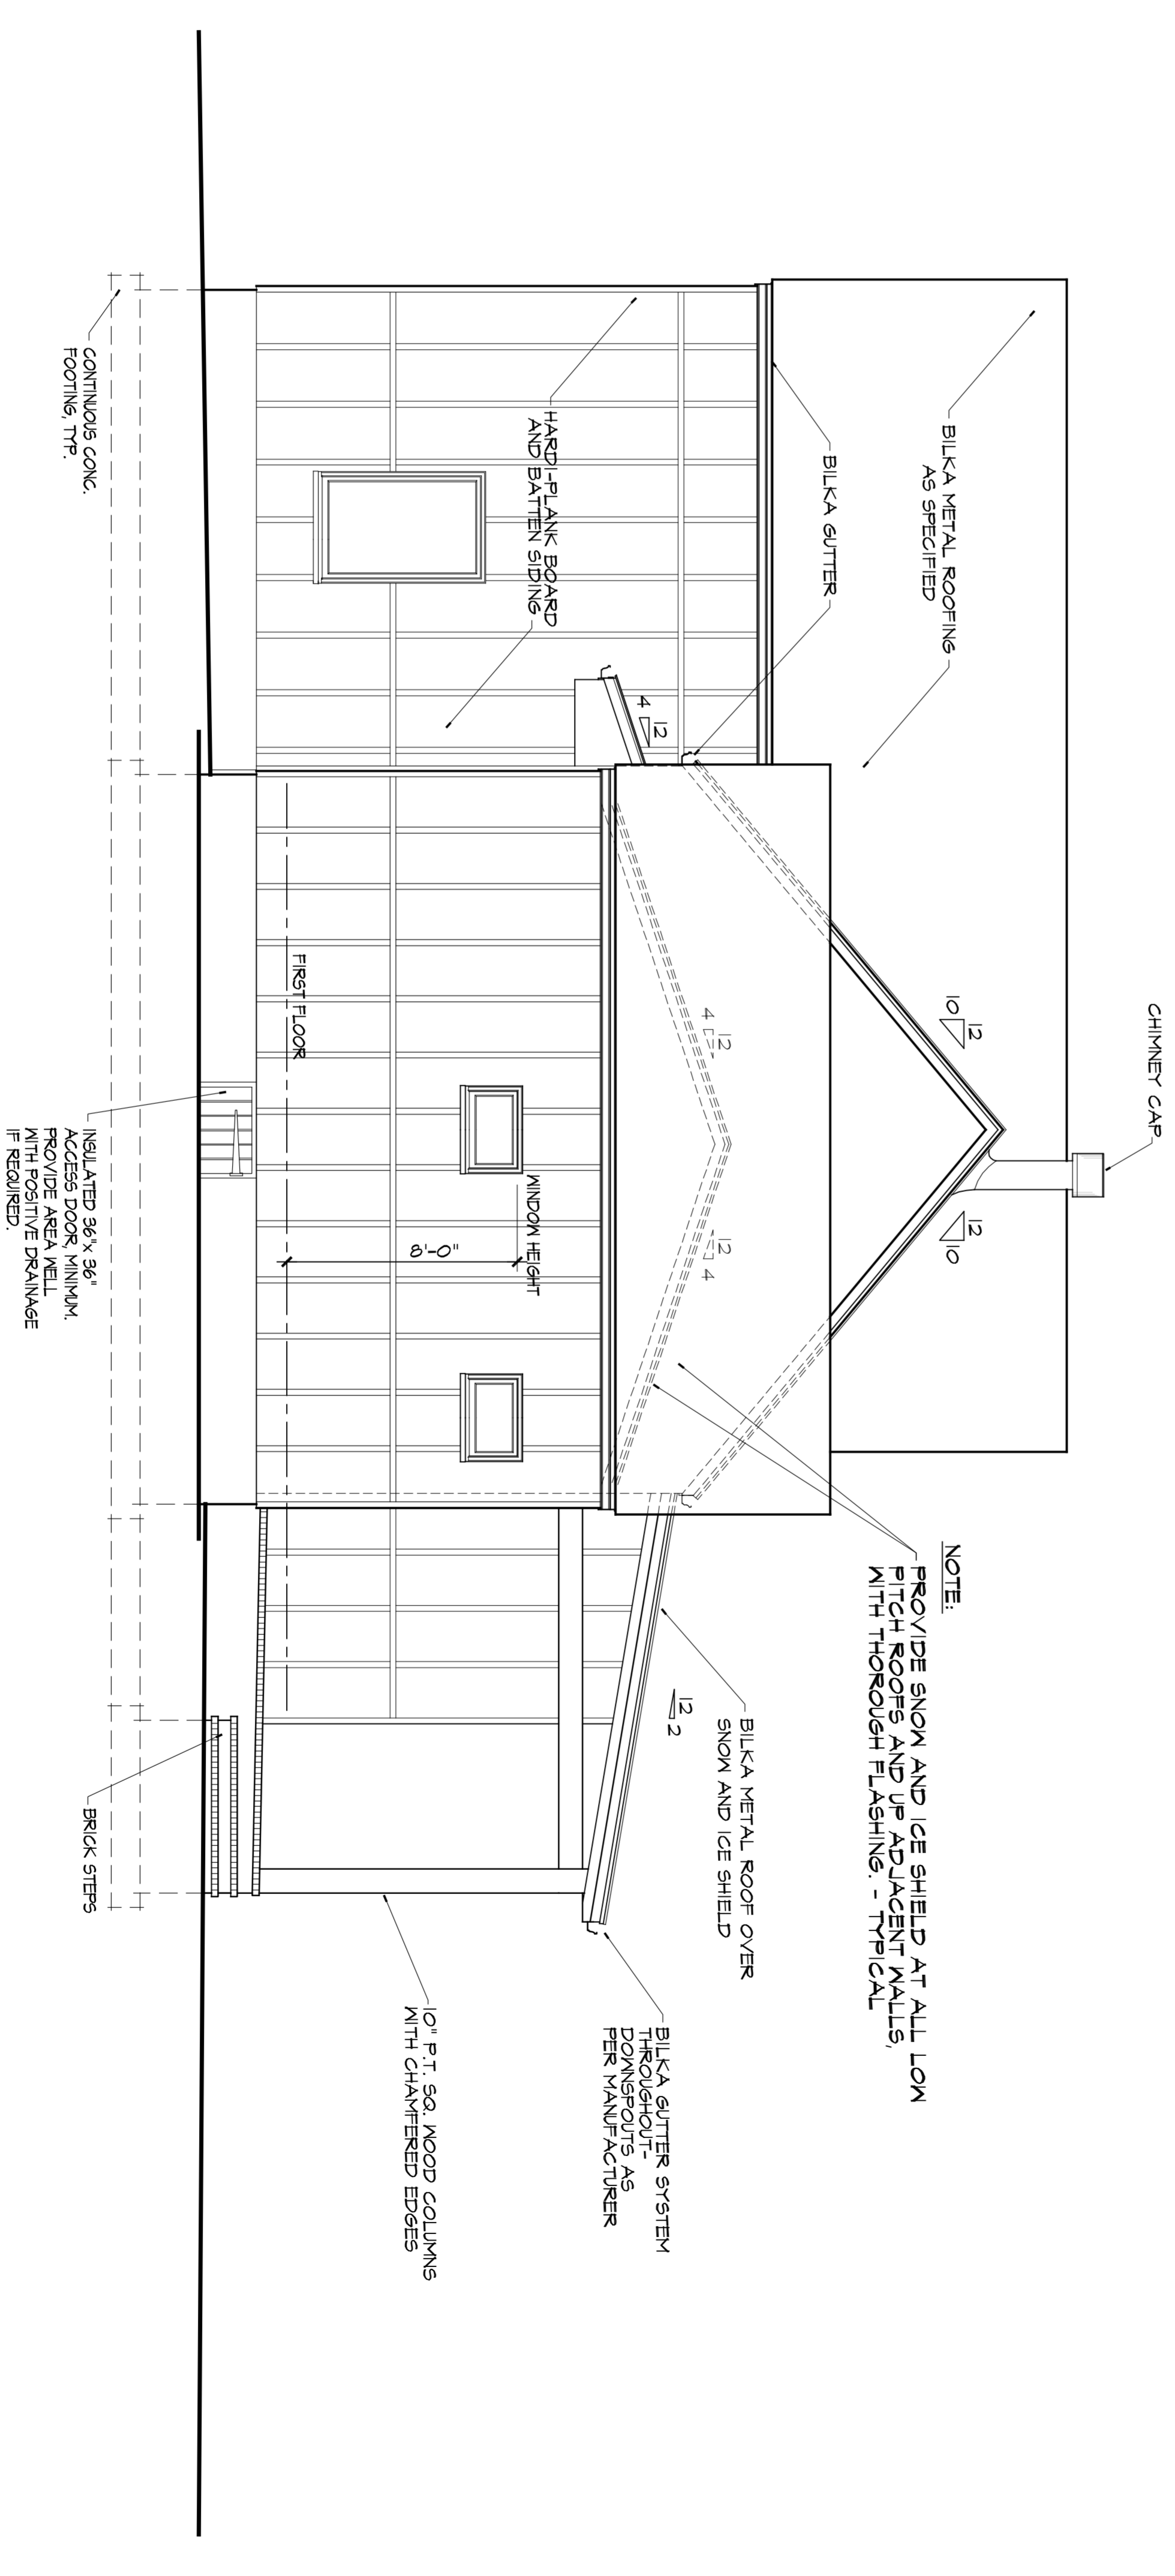 CHIMNEY CAP
BILKA METAL ROOFING
AS SPECIFIED
BILKA GUTTER
HARDI-PLANK BOARD
AND BATTEN SIDING
12
4
12
10
12
10
12
4
12
4
NOTE:
PROVIDE SNOW AND ICE SHIELD AT ALL LOW
PITCH ROOFS AND UP ADJACENT WALLS,
WITH THOROUGH FLASHING. - TYPICAL
BILKA METAL ROOF OVER
SNOW AND ICE SHIELD
12
2
BILKA GUTTER SYSTEM
THROUGHOUT-
DOWNSPOUTS AS
PER MANUFACTURER
WINDOW HEIGHT
8'-0"
FIRST FLOOR
10" P.T. SQ. WOOD COLUMNS
WITH CHAMFERED EDGES
CONTINUOUS CONC.
FOOTING, TYP.
INSULATED 36"x 36"
ACCESS DOOR, MINIMUM.
PROVIDE AREA WELL
WITH POSITIVE DRAINAGE
IF REQUIRED.
BRICK STEPS